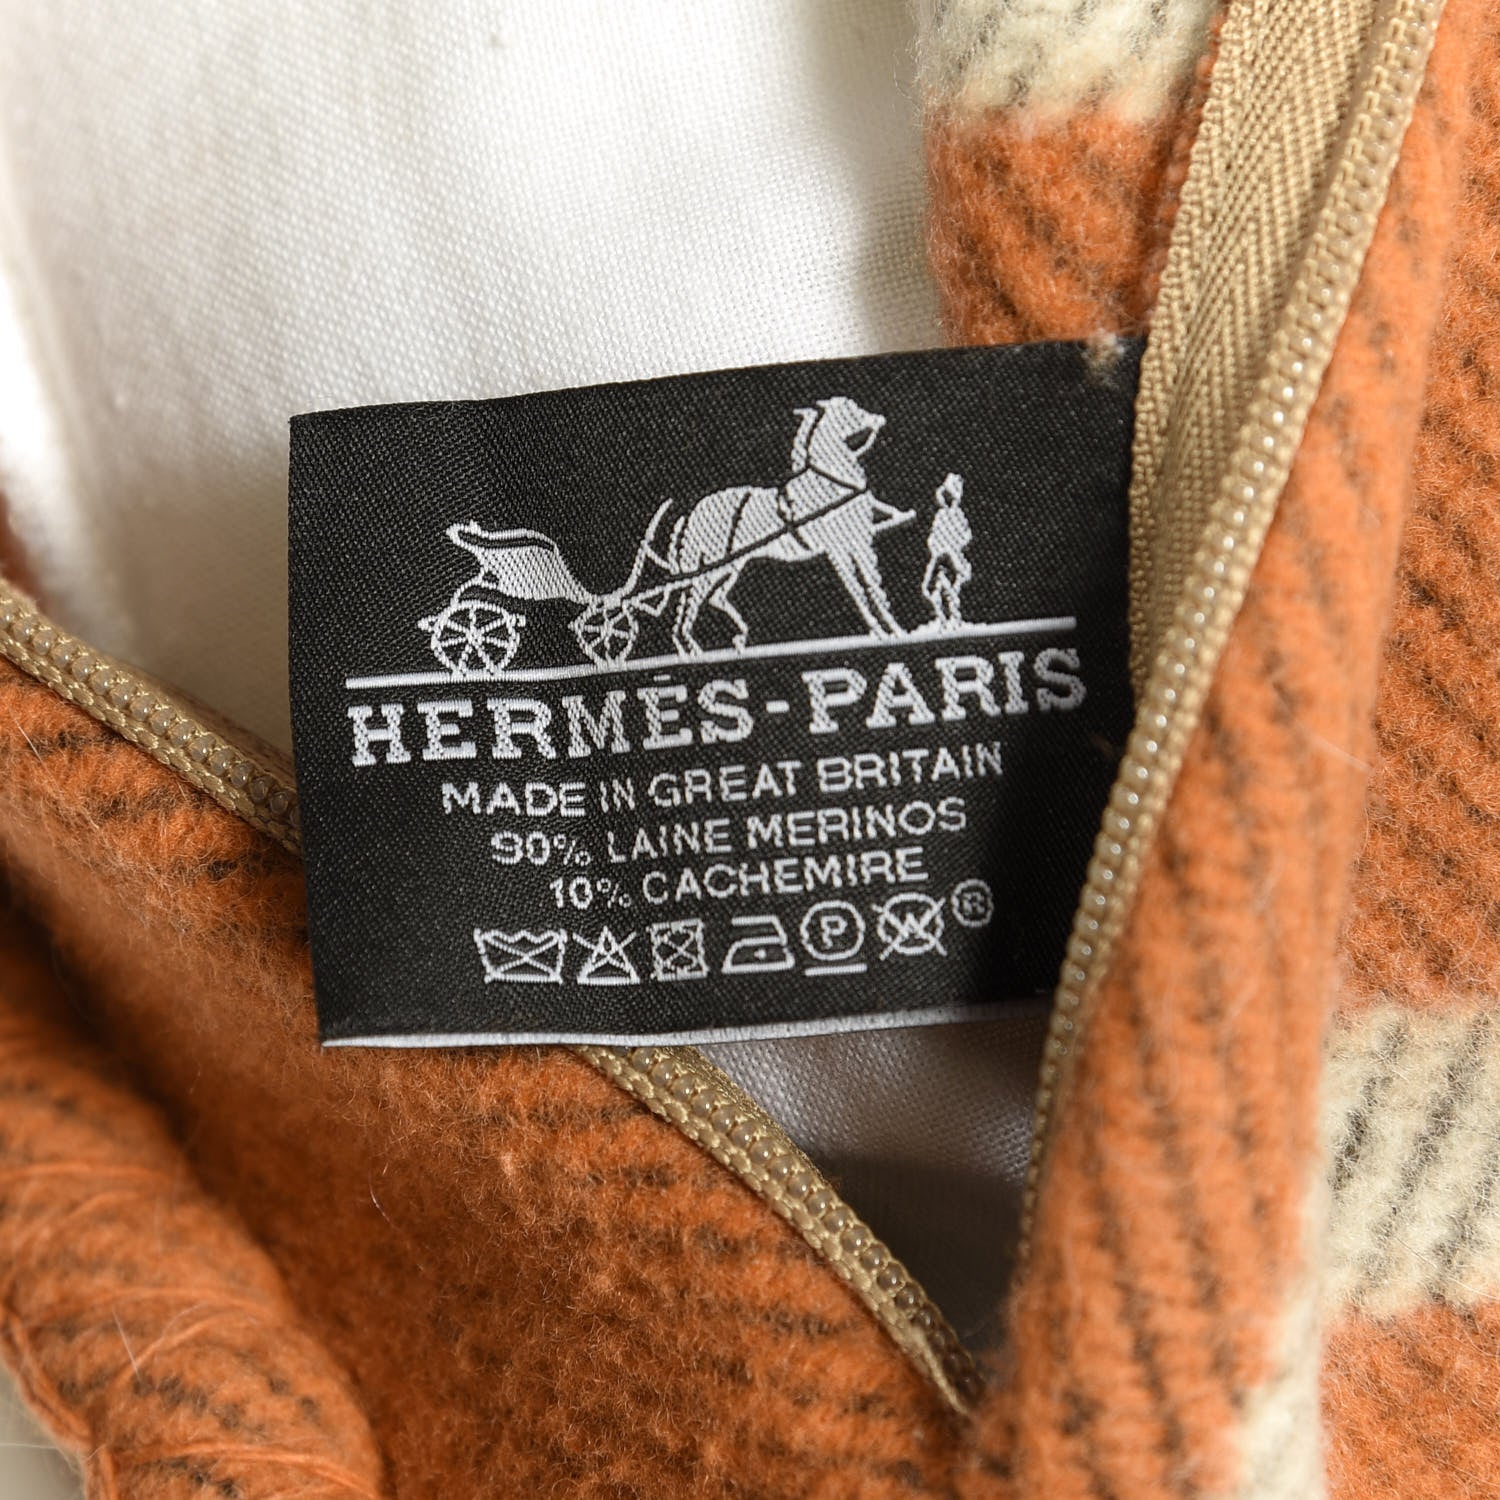 HERMÈS-PARIS
MADE IN GREAT BRITAIN
90% LAINE MERINOS
10% CACHEMIRE
P W ®